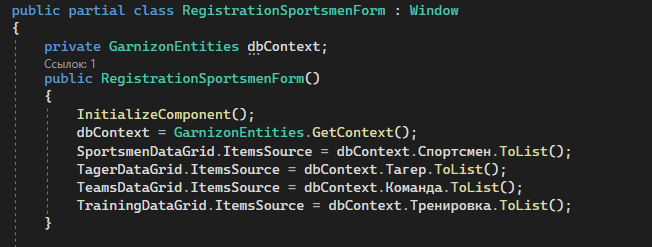 public partial class RegistrationSportsmenForm : Window
{
private GarnizonEntities dbContext;
Ссылок: 1
public RegistrationSportsmenForm()
{
InitializeComponent();
dbContext = GarnizonEntities.GetContext();
SportsmenDataGrid.ItemsSource = dbContext.Спортсмен.ToList();
TagerDataGrid.ItemsSource = dbContext.Тагер.ToList();
TeamsDataGrid.ItemsSource = dbContext.Команда.ToList();
TrainingDataGrid.ItemsSource = dbContext.Тренировка.ToList();
}